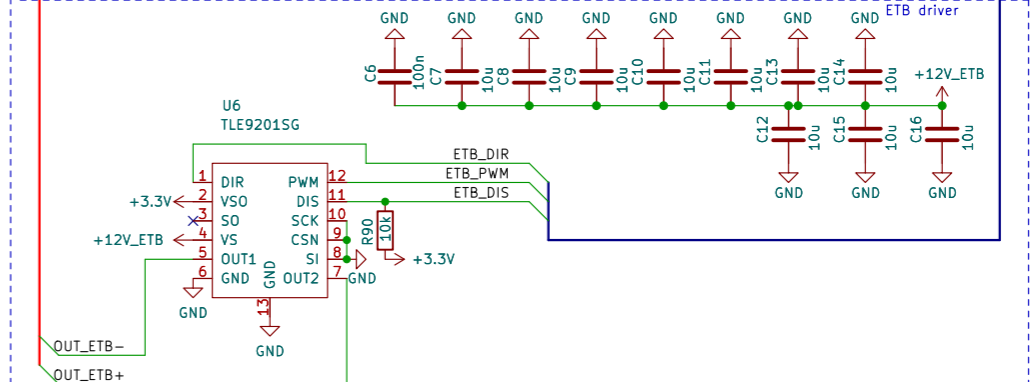 ETB driver
GND GND GND GND GND GND GND GND
C6 100n C7 10u C8 10u C9 10u C10 10u C11 10u C13 10u C14 10u
+12V_ETB
C12 10u C15 10u C16 10u
GND GND GND
U6
TLE9201SG
ETB_DIR
ETB_PWM
ETB_DIS
1 DIR PWM 12
+3.3V 2 VSO DIS 11
3 SO SCK 10
+12V_ETB 4 VS CSN 9
5 OUT1 SI 8
6 GND OUT2 7
GND
13
R90 10k
+3.3V
GND
GND
GND
OUT_ETB-
OUT_ETB+